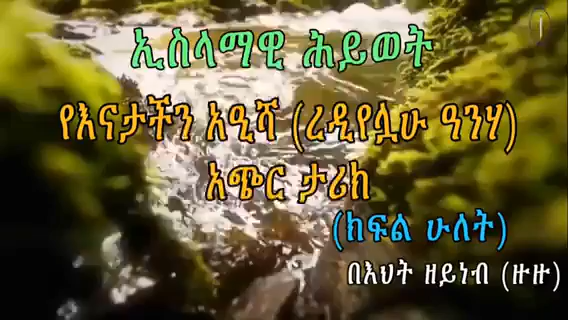 ኢስላማዊ ሕይወት
የእናታችን አዒሻ (ረዲየሏሁ ዓንሃ)
አጭር ታሪክ
(ክፍል ሁለት)
በእህት ዘይነብ (ዙዙ)